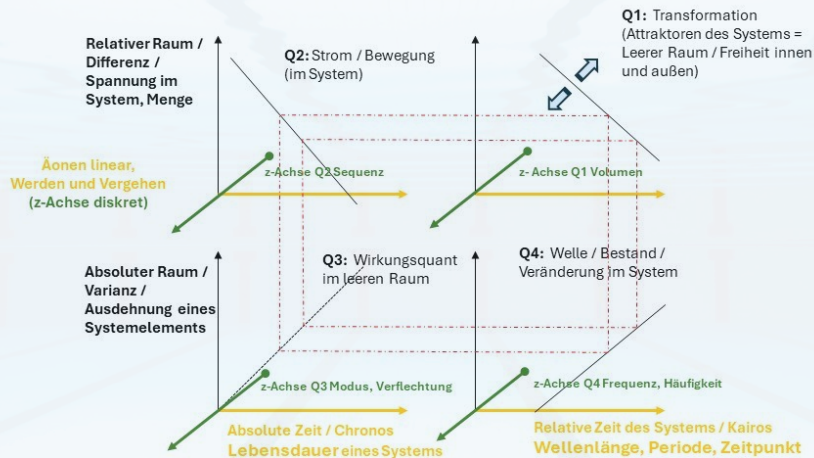 Q1: Transformation
(Attraktoren des Systems =
Leerer Raum / Freiheit innen
und außen)
Relativer Raum /
Differenz /
Spannung im
System, Menge
Q2: Strom / Bewegung
(im System)
Äonen linear,
Werden und Vergehen
(z-Achse diskret)
z-Achse Q2 Sequenz
z- Achse Q1 Volumen
Absoluter Raum /
Varianz /
Ausdehnung eines
Systemelements
Q3: Wirkungsquant
im leeren Raum
Q4: Welle / Bestand /
Veränderung im System
z-Achse Q3 Modus, Verflechtung
z-Achse Q4 Frequenz, Häufigkeit
Absolute Zeit / Chronos
Lebensdauer eines Systems
Relative Zeit des Systems / Kairos
Wellenlänge, Periode, Zeitpunkt